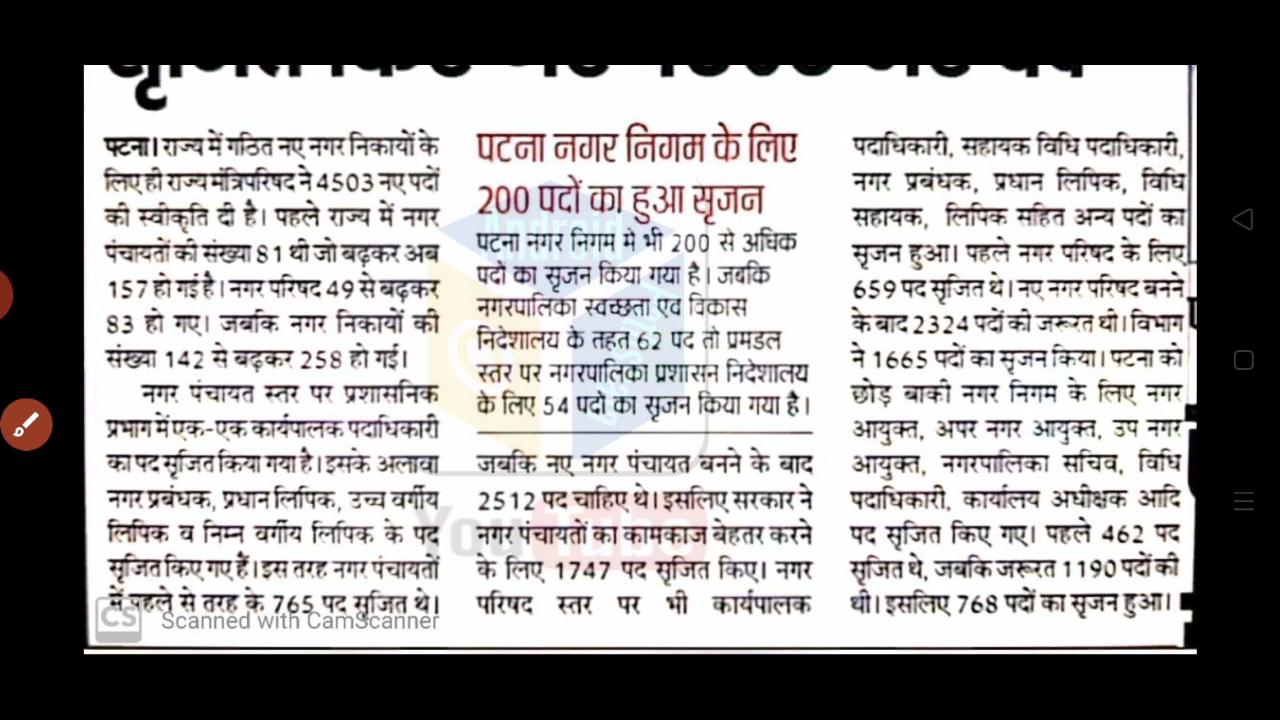 पटना। राज्य में गठित नए नगर निकायों के
लिए ही राज्य मंत्रिपरिषद ने 4503 नए पदों
की स्वीकृति दी है। पहले राज्य में नगर
पंचायतों की संख्या 81 थी जो बढ़कर अब
157 हो गई है। नगर परिषद 49 से बढ़कर
83 हो गए। जबकि नगर निकायों की
संख्या 142 से बढ़कर 258 हो गई।
नगर पंचायत स्तर पर प्रशासनिक
प्रभाग में एक-एक कार्यपालक पदाधिकारी
का पद सृजित किया गया है। इसके अलावा
नगर प्रबंधक, प्रधान लिपिक, उच्च वर्गीय
लिपिक व निम्न वर्गीय लिपिक के पद
सृजित किए गए हैं। इस तरह नगर पंचायतों
में पहले से तरह के 765 पद सृजित थे।
CS Scanned with CamScanner
पटना नगर निगम के लिए
200 पदों का हुआ सृजन
पटना नगर निगम में भी 200 से अधिक
पदों का सृजन किया गया है। जबकि
नगरपालिका स्वच्छता एवं विकास
निदेशालय के तहत 62 पद तो प्रमंडल
स्तर पर नगरपालिका प्रशासन निदेशालय
के लिए 54 पदों का सृजन किया गया है।
जबकि नए नगर पंचायत बनने के बाद
2512 पद चाहिए थे। इसलिए सरकार ने
नगर पंचायतों का कामकाज बेहतर करने
के लिए 1747 पद सृजित किए। नगर
परिषद स्तर पर भी कार्यपालक
Android
YouTube
पदाधिकारी, सहायक विधि पदाधिकारी,
नगर प्रबंधक, प्रधान लिपिक, विधि
सहायक, लिपिक सहित अन्य पदों का
सृजन हुआ। पहले नगर परिषद के लिए
659 पद सृजित थे। नए नगर परिषद बनने
के बाद 2324 पदों की जरूरत थी। विभाग
ने 1665 पदों का सृजन किया। पटना को
छोड़ बाकी नगर निगम के लिए नगर
आयुक्त, अपर नगर आयुक्त, उप नगर
आयुक्त, नगरपालिका सचिव, विधि
पदाधिकारी, कार्यालय अधीक्षक आदि
पद सृजित किए गए। पहले 462 पद
सृजित थे, जबकि जरूरत 1190 पदों की
थी। इसलिए 768 पदों का सृजन हुआ।